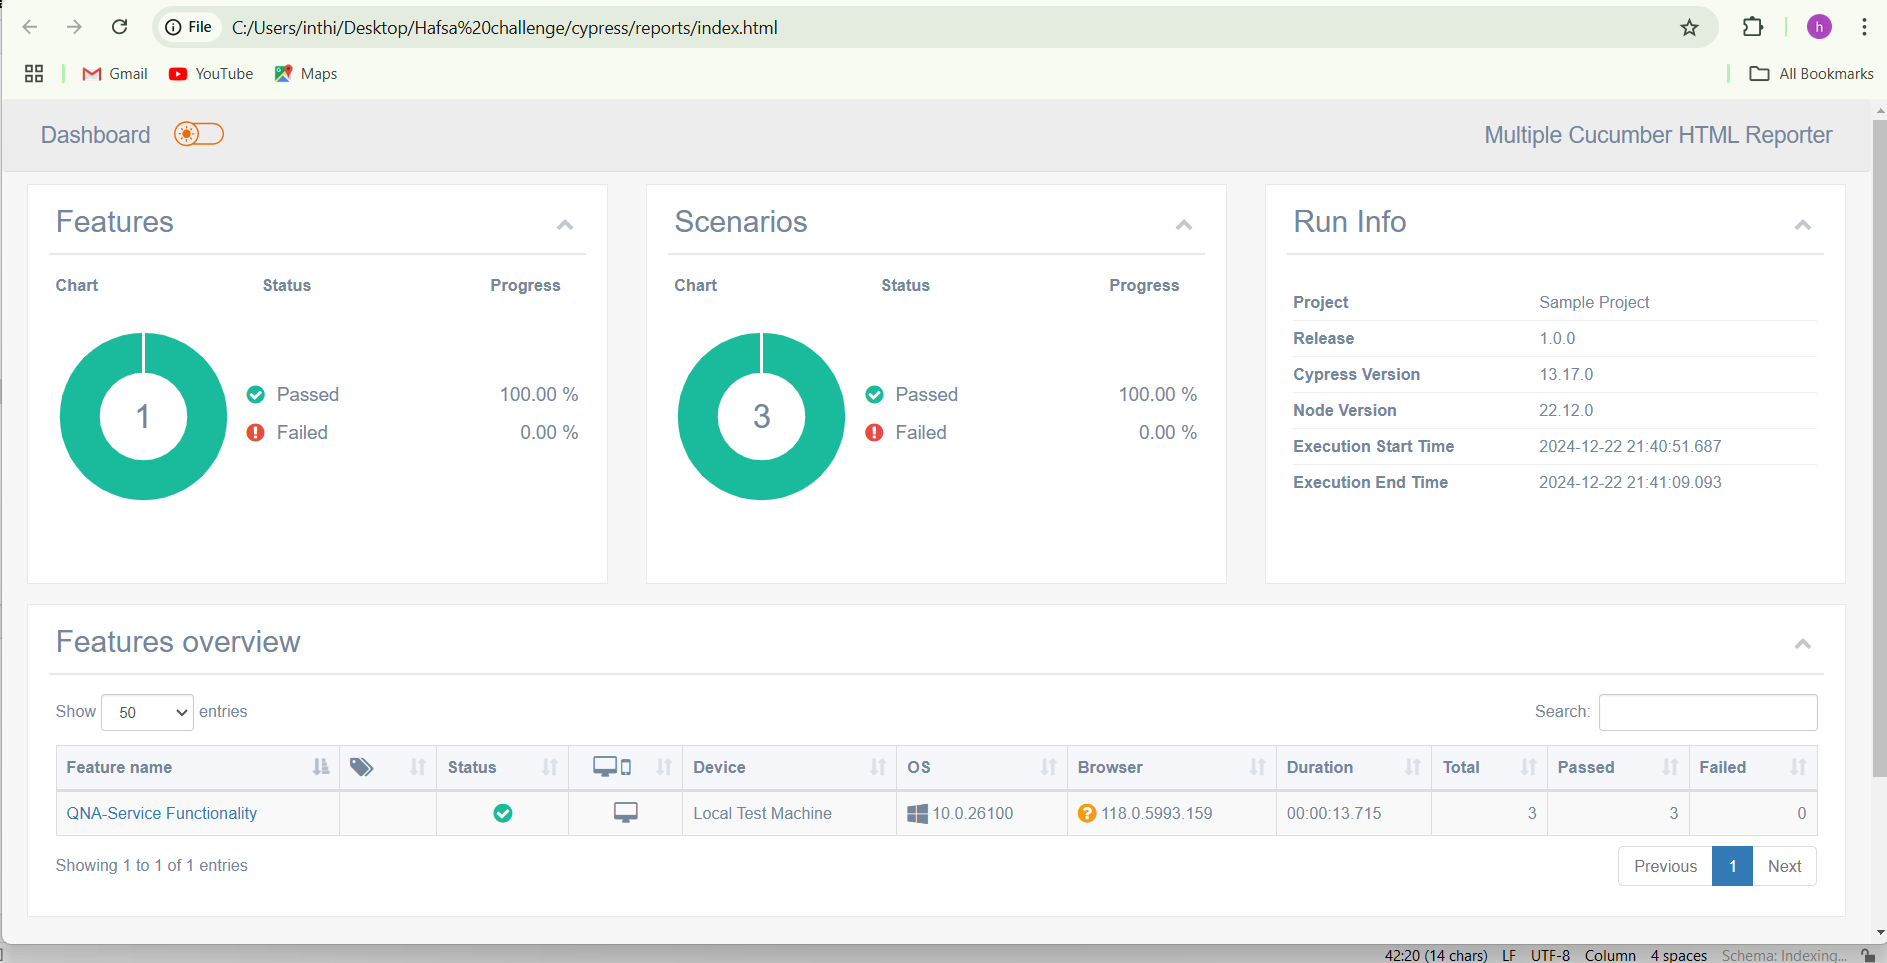 File C:/Users/inthi/Desktop/Hafsa%20challenge/cypress/reports/index.html h
Gmail YouTube Maps All Bookmarks
Dashboard Multiple Cucumber HTML Reporter
Features
Chart Status Progress
1
Passed 100.00 %
Failed 0.00 %
Scenarios
Chart Status Progress
3
Passed 100.00 %
Failed 0.00 %
Run Info
Project Sample Project
Release 1.0.0
Cypress Version 13.17.0
Node Version 22.12.0
Execution Start Time 2024-12-22 21:40:51.687
Execution End Time 2024-12-22 21:41:09.093
Features overview
Show 50 entries Search:
Feature name Status Device OS Browser Duration Total Passed Failed
QNA-Service Functionality Local Test Machine 10.0.26100 118.0.5993.159 00:00:13.715 3 3 0
Showing 1 to 1 of 1 entries Previous 1 Next
42:20 (14 chars) LF UTF-8 Column 4 spaces Schema: Indexing...